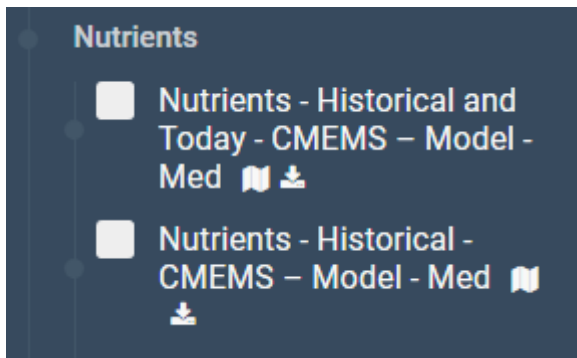 Nutrients
Nutrients - Historical and
Today - CMEMS – Model -
Med
Nutrients - Historical -
CMEMS – Model - Med